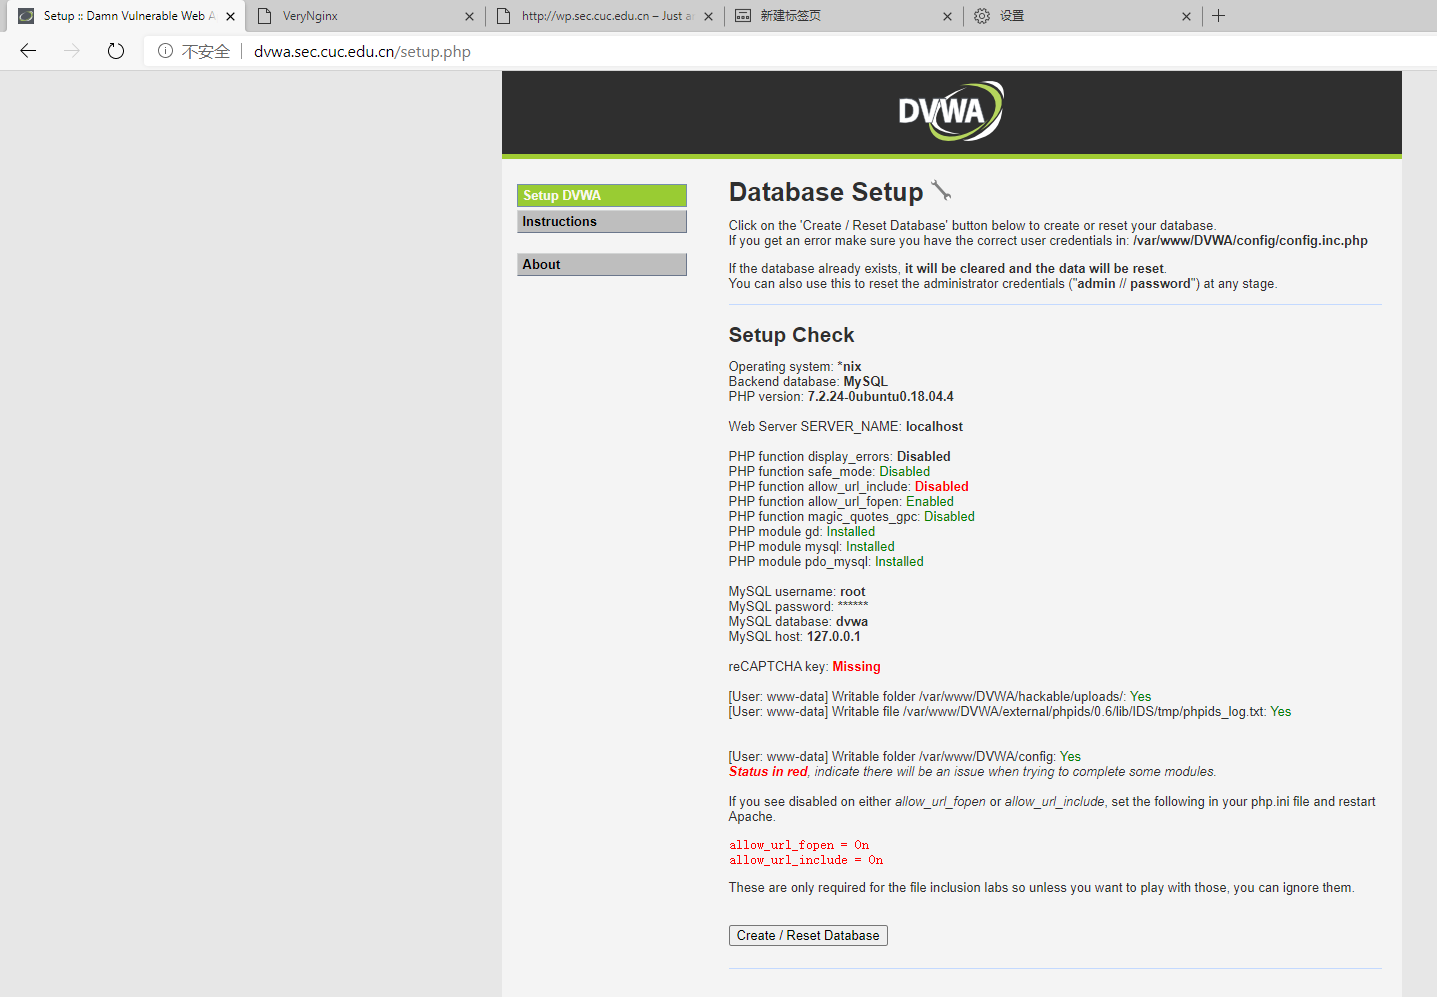 Setup :: Damn Vulnerable Web A
VeryNginx
http://wp.sec.cuc.edu.cn – Just a
新建标签页
设置
不安全 dvwa.sec.cuc.edu.cn/setup.php
DVWA
Setup DVWA
Instructions
About
Database Setup
Click on the 'Create / Reset Database' button below to create or reset your database.
If you get an error make sure you have the correct user credentials in: /var/www/DVWA/config/config.inc.php
If the database already exists, it will be cleared and the data will be reset.
You can also use this to reset the administrator credentials ("admin // password") at any stage.
Setup Check
Operating system: *nix
Backend database: MySQL
PHP version: 7.2.24-0ubuntu0.18.04.4
Web Server SERVER_NAME: localhost
PHP function display_errors: Disabled
PHP function safe_mode: Disabled
PHP function allow_url_include: Disabled
PHP function allow_url_fopen: Enabled
PHP function magic_quotes_gpc: Disabled
PHP module gd: Installed
PHP module mysql: Installed
PHP module pdo_mysql: Installed
MySQL username: root
MySQL password: ******
MySQL database: dvwa
MySQL host: 127.0.0.1
reCAPTCHA key: Missing
[User: www-data] Writable folder /var/www/DVWA/hackable/uploads/: Yes
[User: www-data] Writable file /var/www/DVWA/external/phpids/0.6/lib/IDS/tmp/phpids_log.txt: Yes
[User: www-data] Writable folder /var/www/DVWA/config: Yes
Status in red, indicate there will be an issue when trying to complete some modules.
If you see disabled on either allow_url_fopen or allow_url_include, set the following in your php.ini file and restart
Apache.
allow_url_fopen = On
allow_url_include = On
These are only required for the file inclusion labs so unless you want to play with those, you can ignore them.
Create / Reset Database